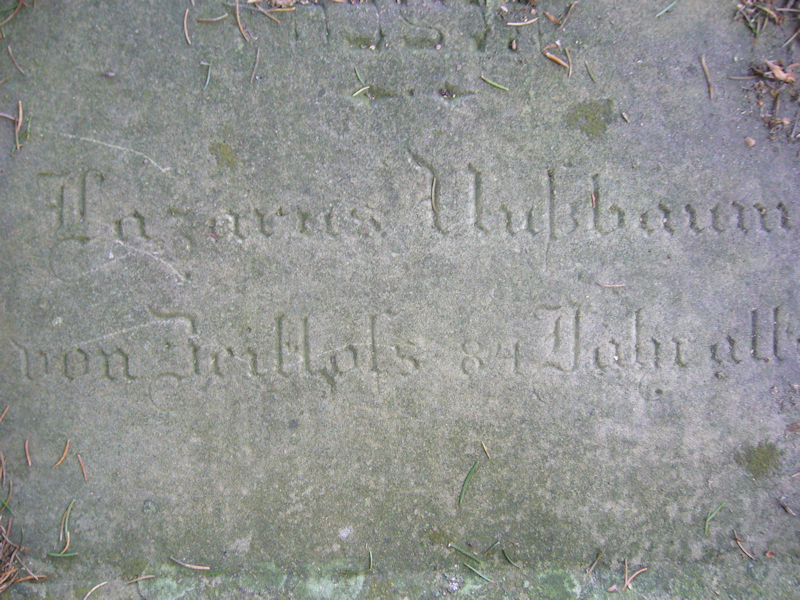 Lazarus Nußbaum
von Zeitlofs 84 Jahr alt